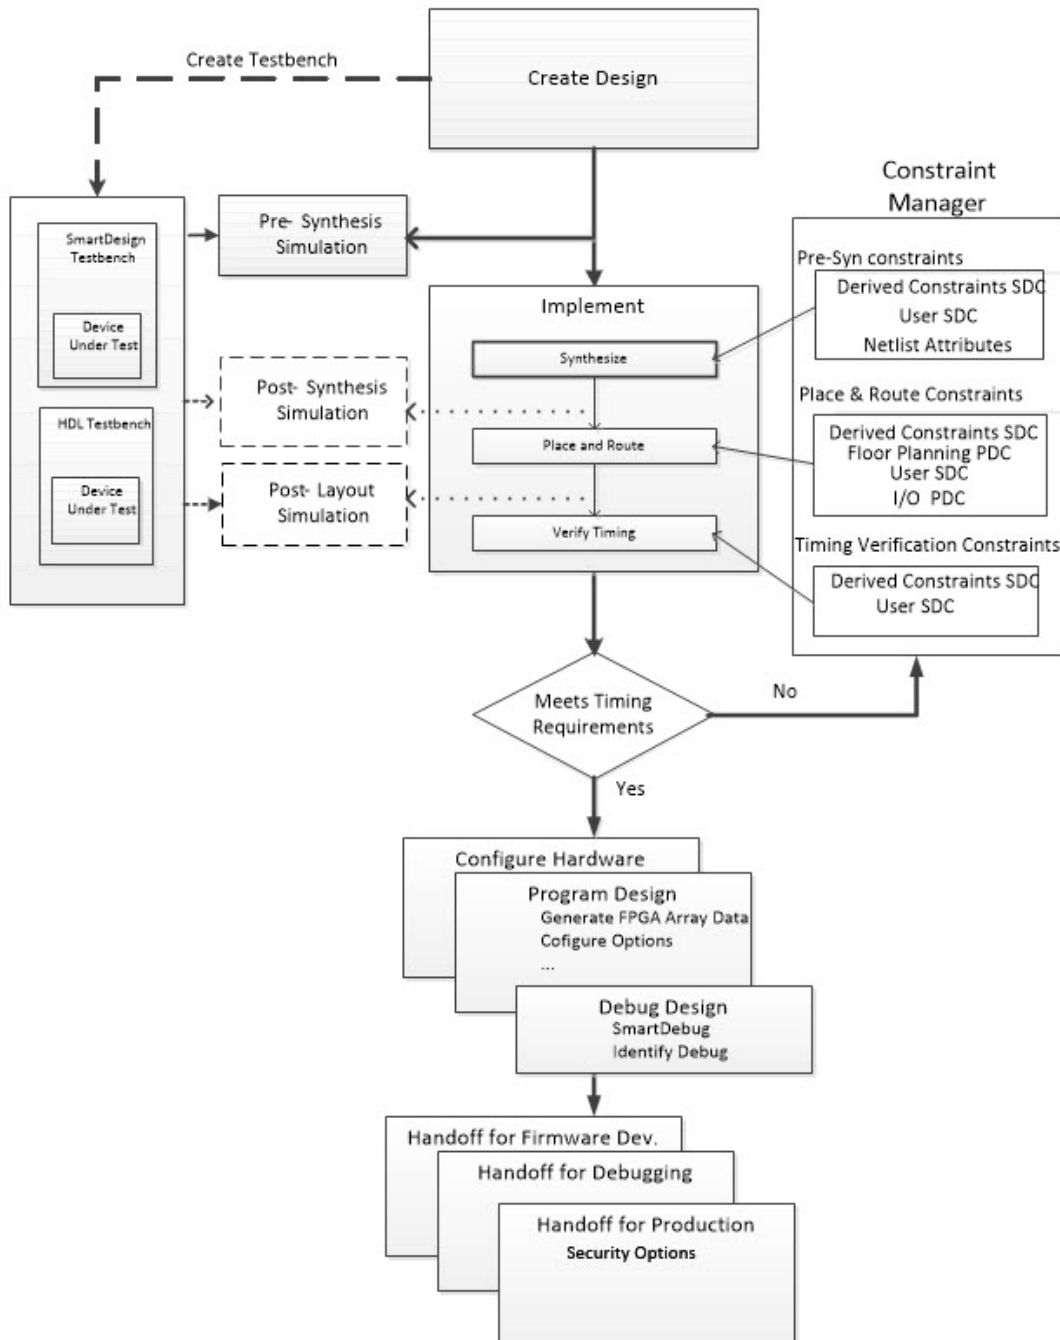 Create Testbench
Create Design
Constraint
Manager
SmartDesign
Testbench
Device
Under Test
HDL Testbench
Device
Under Test
Pre- Synthesis
Simulation
Post- Synthesis
Simulation
Post- Layout
Simulation
Implement
Synthesize
Place and Route
Verify Timing
Pre-Syn constraints
Derived Constraints SDC
User SDC
Netlist Attributes
Place & Route Constraints
Derived Constraints SDC
Floor Planning PDC
User SDC
I/O PDC
Timing Verification Constraints
Derived Constraints SDC
User SDC
Meets Timing
Requirements
No
Yes
Configure Hardware
Program Design
Generate FPGA Array Data
Cofigure Options
...
Debug Design
SmartDebug
Identify Debug
Handoff for Firmware Dev.
Handoff for Debugging
Handoff for Production
Security Options